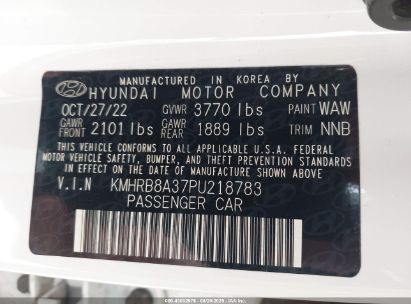 MANUFACTURED IN KOREA BY
HYUNDAI MOTOR COMPANY
OCT/27/22 GVWR 3770 lbs PAINT WAW
GAWR FRONT 2101 lbs GAWR REAR 1889 lbs TRIM NNB
THIS VEHICLE CONFORMS TO ALL APPLICABLE U.S.A. FEDERAL
MOTOR VEHICLE SAFETY, BUMPER, AND THEFT PREVENTION STANDARDS
IN EFFECT ON THE DATE OF MANUFACTURE SHOWN ABOVE.
V.I.N KMHRB8A37PU218783
PASSENGER CAR